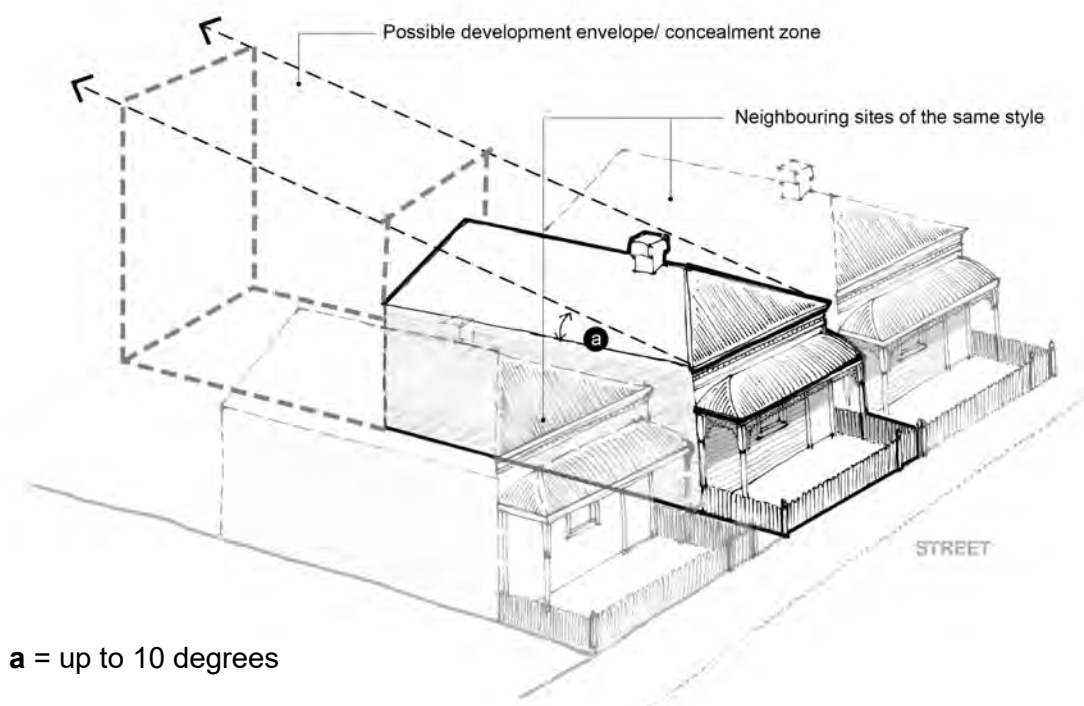 Possible development envelope/ concealment zone
Neighbouring sites of the same style
a
STREET
a = up to 10 degrees